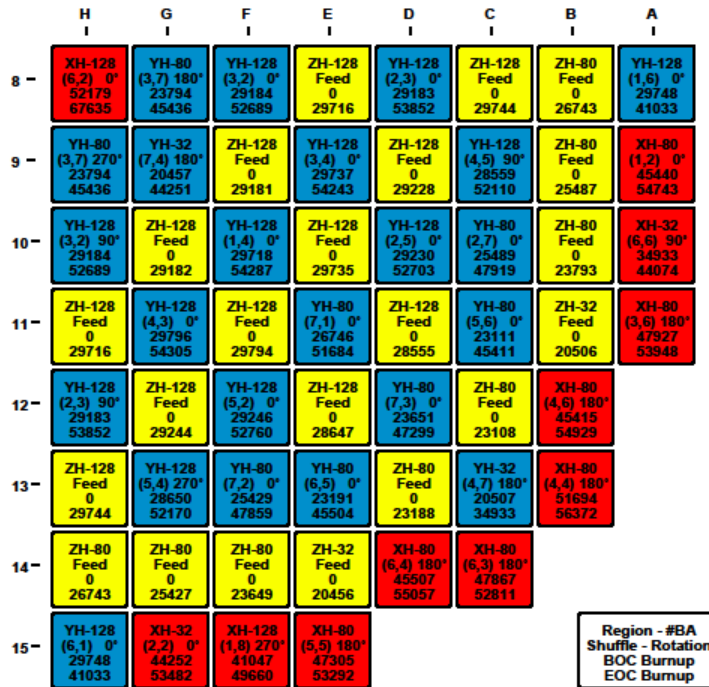 H G F E D C B A
8 9 10 11 12 13 14 15
XH-128
(6,2) 0°
52179
67635
YH-80
(3,7) 180°
23794
45436
YH-128
(3,2) 0°
29184
52689
ZH-128
Feed
0
29716
YH-128
(2,3) 0°
29183
53852
ZH-128
Feed
0
29744
ZH-80
Feed
0
26743
YH-128
(1,6) 0°
29748
41033
YH-80
(3,7) 270°
23794
45436
YH-32
(7,4) 180°
20457
44251
ZH-128
Feed
0
29181
YH-128
(3,4) 0°
29737
54243
ZH-128
Feed
0
29228
YH-128
(4,5) 90°
28559
52110
ZH-80
Feed
0
25487
XH-80
(1,2) 0°
45440
54743
YH-128
(3,2) 90°
29184
52689
ZH-128
Feed
0
29182
YH-128
(1,4) 0°
29718
54287
ZH-128
Feed
0
29735
YH-128
(2,5) 0°
29230
52703
YH-80
(2,7) 0°
25489
47919
ZH-80
Feed
0
23793
XH-32
(6,6) 90°
34933
44074
ZH-128
Feed
0
29716
YH-128
(4,3) 0°
29796
54305
ZH-128
Feed
0
29794
YH-80
(7,1) 0°
26746
51684
ZH-128
Feed
0
28555
YH-80
(5,6) 0°
23111
45411
ZH-32
Feed
0
20506
XH-80
(3,6) 180°
47927
53948
YH-128
(2,3) 90°
29183
53852
ZH-128
Feed
0
29244
YH-128
(5,2) 0°
29246
52760
ZH-128
Feed
0
28647
YH-80
(7,3) 0°
23651
47299
ZH-80
Feed
0
23108
XH-80
(4,6) 180°
45415
54929
ZH-128
Feed
0
29744
YH-128
(5,4) 270°
28650
52170
YH-80
(7,2) 0°
25429
47859
YH-80
(6,5) 0°
23191
45504
ZH-80
Feed
0
23188
YH-32
(4,7) 180°
20507
34933
XH-80
(4,4) 180°
51694
56372
ZH-80
Feed
0
26743
ZH-80
Feed
0
25427
ZH-80
Feed
0
23649
ZH-32
Feed
0
20456
XH-80
(6,4) 180°
45507
55057
XH-80
(6,3) 180°
47867
52811
YH-128
(6,1) 0°
29748
41033
XH-32
(2,2) 0°
44252
53482
XH-128
(1,8) 270°
41047
49660
XH-80
(5,5) 180°
47305
53292
Region - #BA
Shuffle - Rotation
BOC Burnup
EOC Burnup